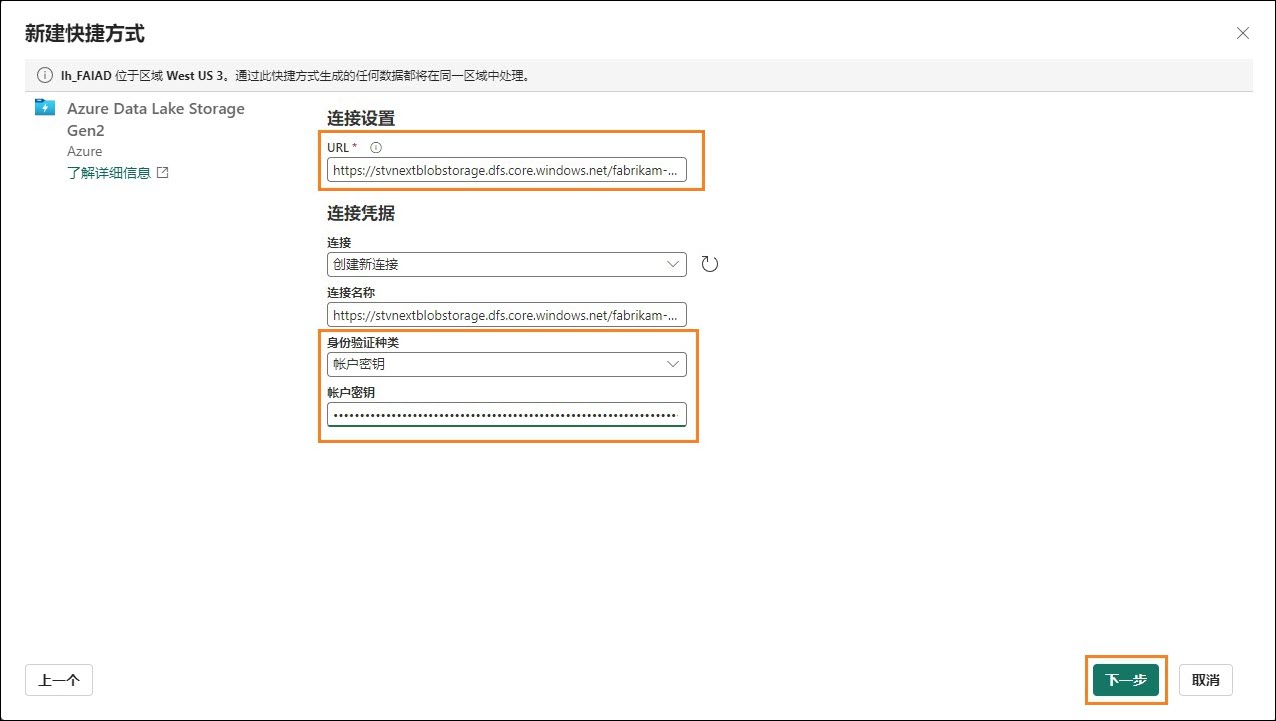 新建快捷方式
lh_FAIAD 位于区域 West US 3。通过此快捷方式生成的任何数据都将在同一区域中处理。
Azure Data Lake Storage
Gen2
Azure
了解详细信息
连接设置
URL *
https://stvnextblobstorage.dfs.core.windows.net/fabrikam-...
连接凭据
连接
创建新连接
连接名称
https://stvnextblobstorage.dfs.core.windows.net/fabrikam-...
身份验证种类
帐户密钥
帐户密钥
上一个
下一步
取消